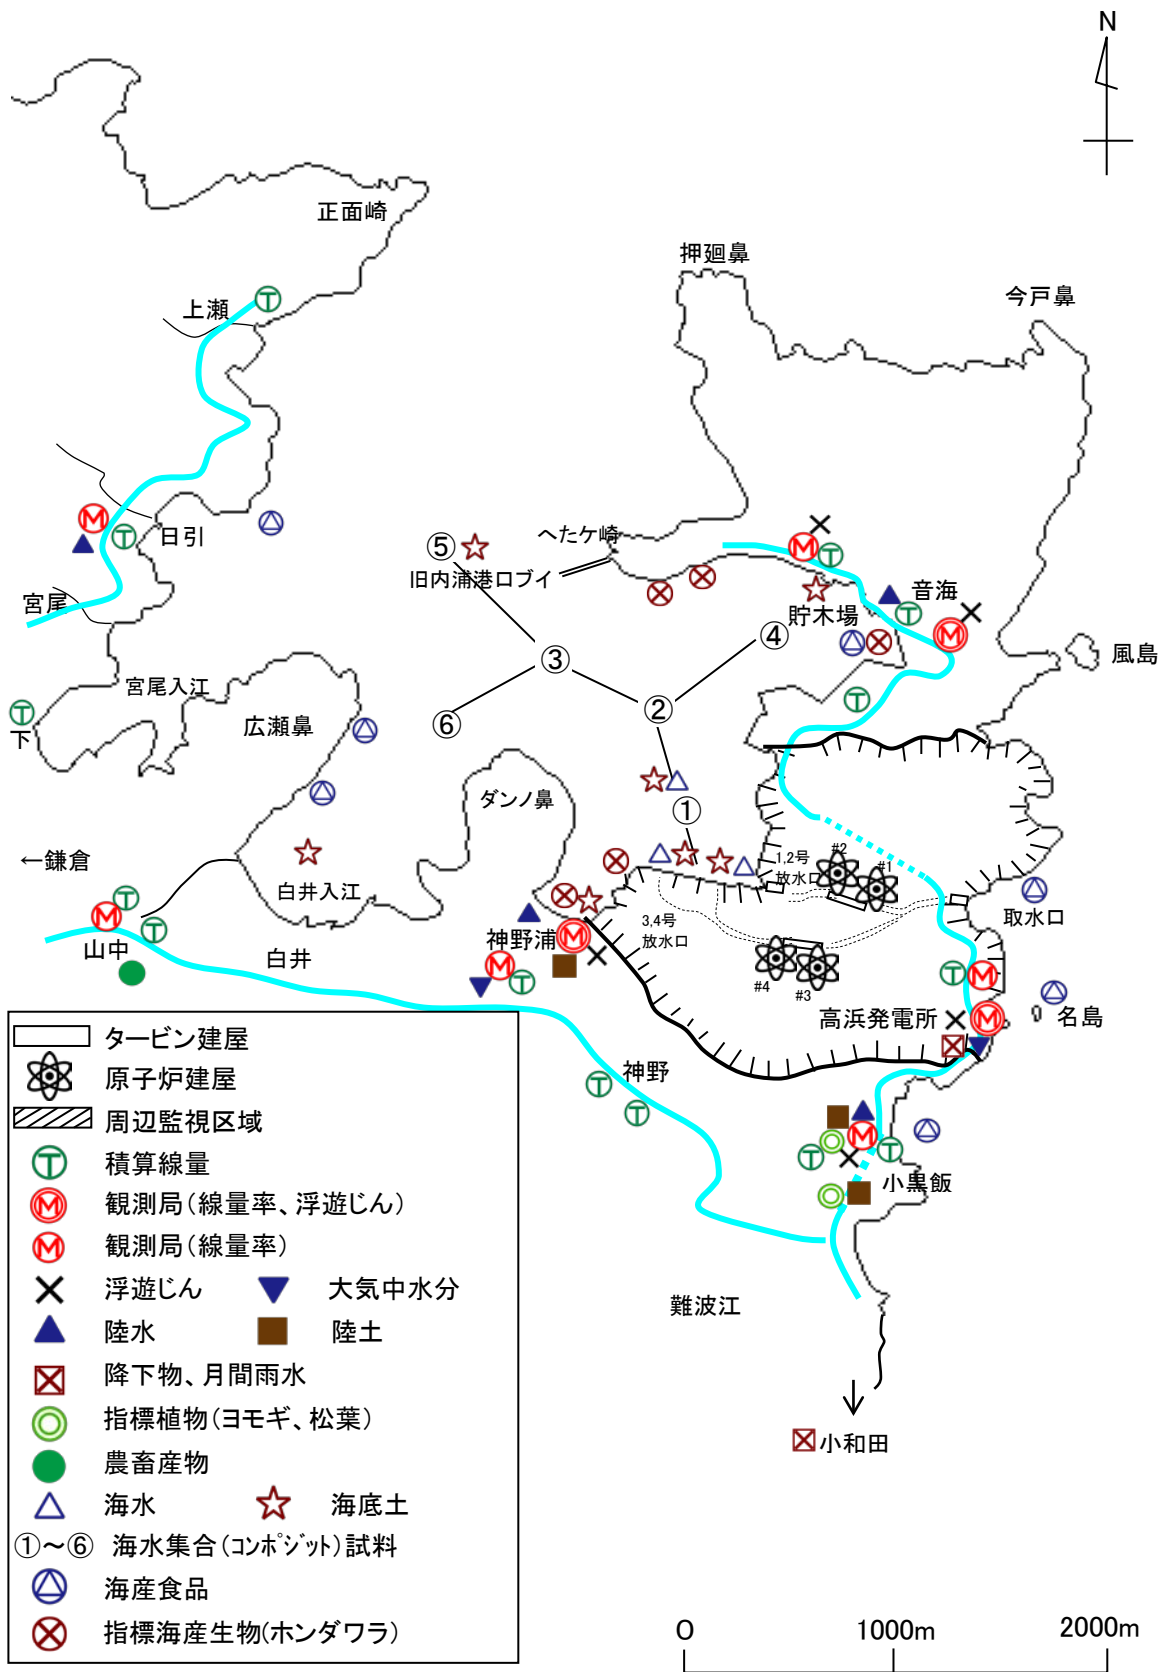 N
正面崎
押廻鼻
今戸鼻
上瀬
T
M
T
日引
宮尾
⑤
旧内浦港口ブイ
へたケ崎
M
T
貯木場
音海
T
M
④
③
②
⑥
風島
T
下
宮尾入江
広瀬鼻
T
ダンノ鼻
①
←鎌倉
白井入江
1,2号
放水口
#2
#1
取水口
T
M
T
山中
白井
神野浦
M
M
T
3,4号
放水口
#4
#3
T
M
高浜発電所
M
名島
神野
T
T
M
T
T
小黒飯
難波江
小和田
タービン建屋
原子炉建屋
周辺監視区域
T 積算線量
M 観測局(線量率、浮遊じん)
M 観測局(線量率)
浮遊じん 大気中水分
陸水 陸土
降下物、月間雨水
指標植物(ヨモギ、松葉)
農畜産物
海水 海底土
①～⑥ 海水集合(コンポジット)試料
海産食品
指標海産生物(ホンダワラ)
O 1000m 2000m